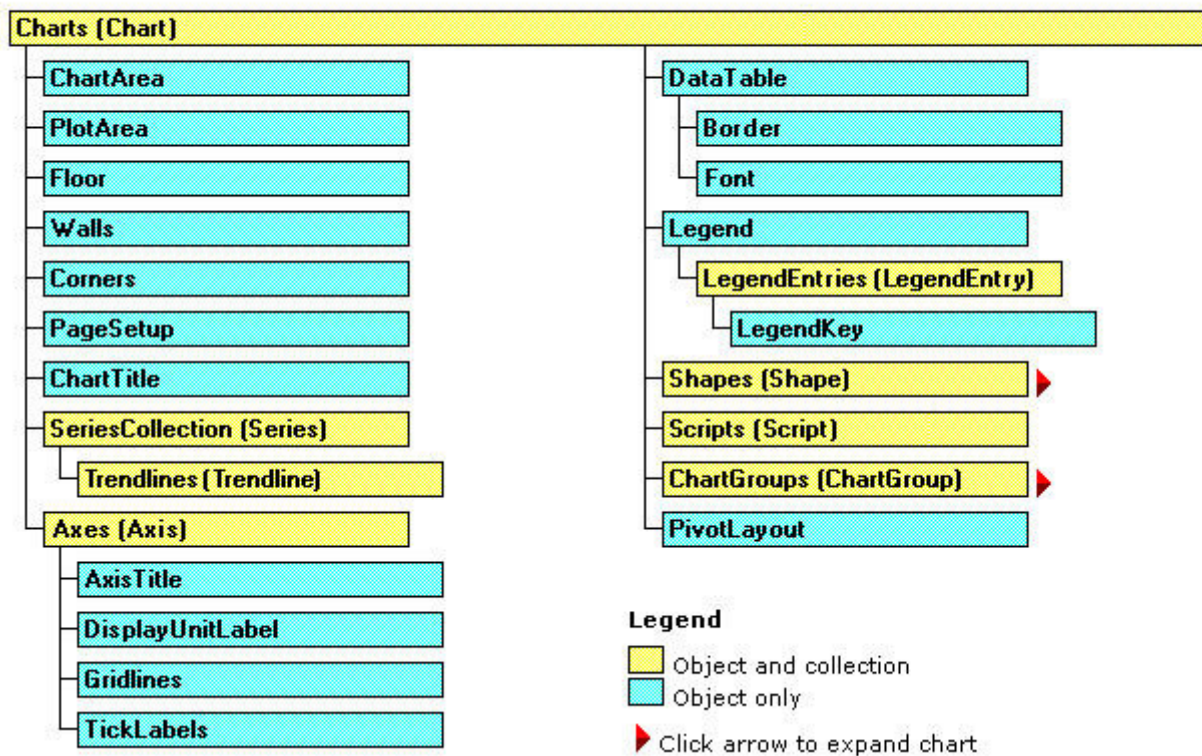 Charts (Chart)
ChartArea
PlotArea
Floor
Walls
Corners
PageSetup
ChartTitle
SeriesCollection (Series)
Trendlines (Trendline)
Axes (Axis)
AxisTitle
DisplayUnitLabel
Gridlines
TickLabels
DataTable
Border
Font
Legend
LegendEntries (LegendEntry)
LegendKey
Shapes (Shape)
Scripts (Script)
ChartGroups (ChartGroup)
PivotLayout
Legend
Object and collection
Object only
Click arrow to expand chart